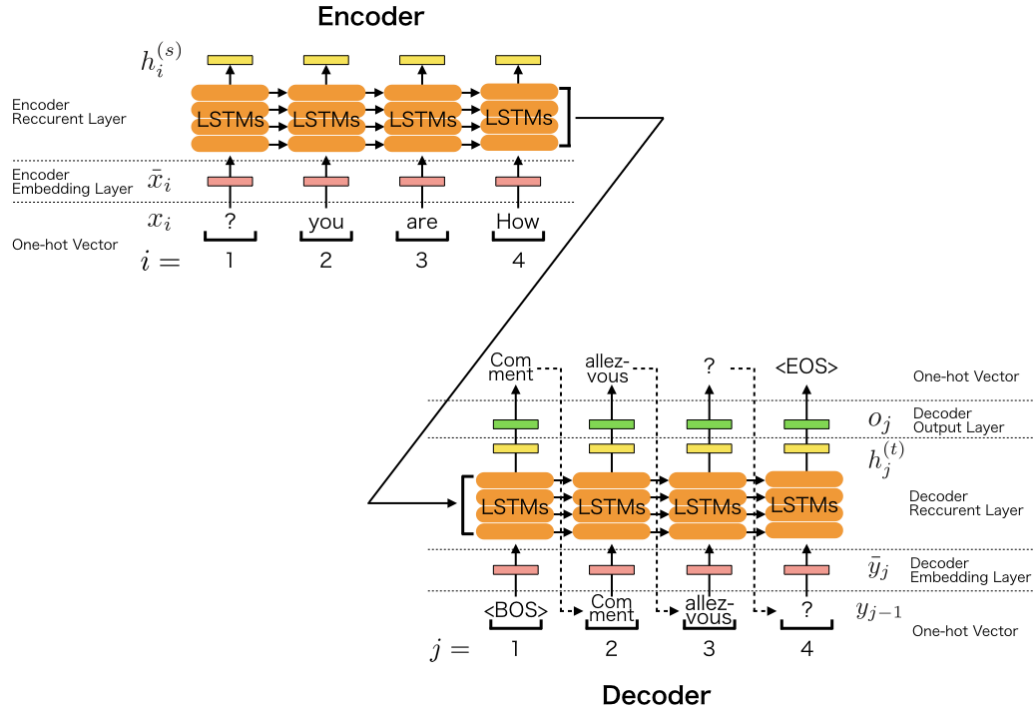 Encoder
h_i^{(s)}
Encoder
Reccurent Layer
LSTMs LSTMs LSTMs LSTMs
Encoder
Embedding Layer
x̄_i
x_i ? you are How
One-hot Vector
i = 1 2 3 4
Com
ment
allez-
vous
? <EOS> One-hot Vector
o_j
Decoder
Output Layer
h_j^{(t)}
LSTMs LSTMs LSTMs LSTMs
Decoder
Reccurent Layer
ȳ_j
Decoder
Embedding Layer
<BOS>
Com
ment
allez-
vous
? y_{j−1}
One-hot Vector
j = 1 2 3 4
Decoder